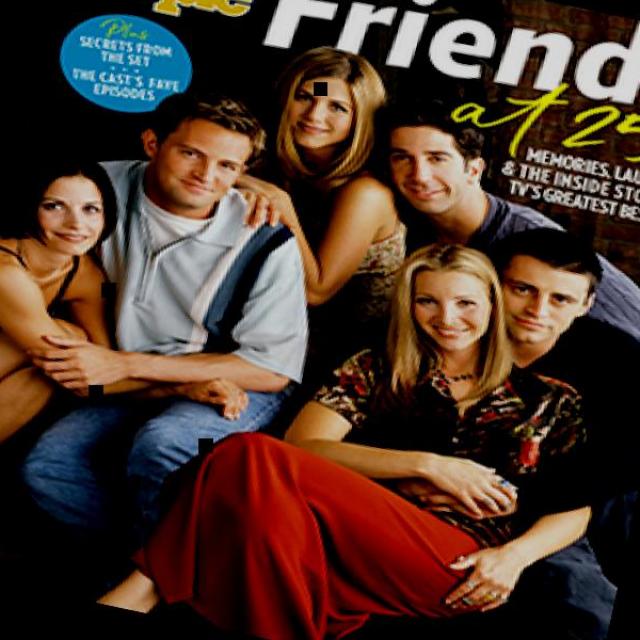 Friend
at 2
Plus
SECRETS FROM
THE SET
+
THE CAST'S FAVE
EPISODES
MEMORIES, LAU
& THE INSIDE STO
TV'S GREATEST BE